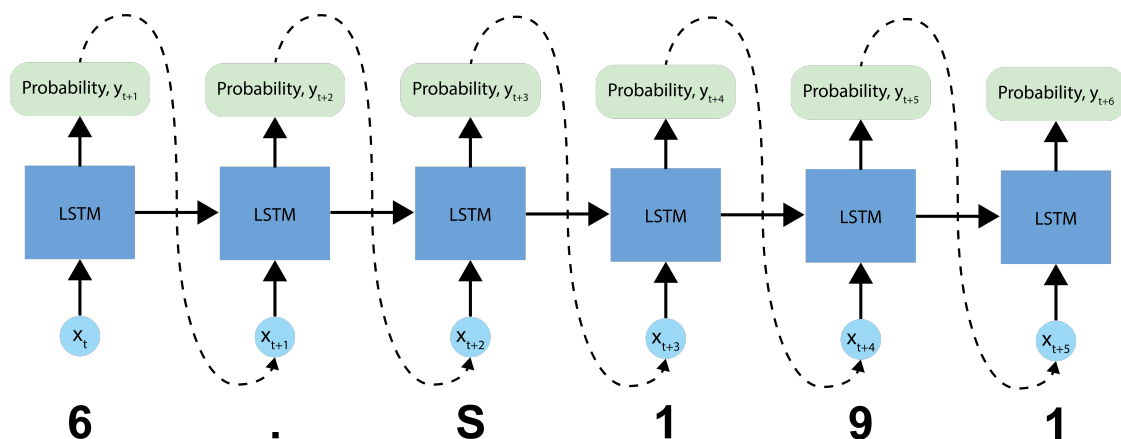 Probability, yt+1 Probability, yt+2 Probability, yt+3 Probability, yt+4 Probability, yt+5 Probability, yt+6
LSTM LSTM LSTM LSTM LSTM LSTM
xt xt+1 xt+2 xt+3 xt+4 xt+5
6 . S 1 9 1